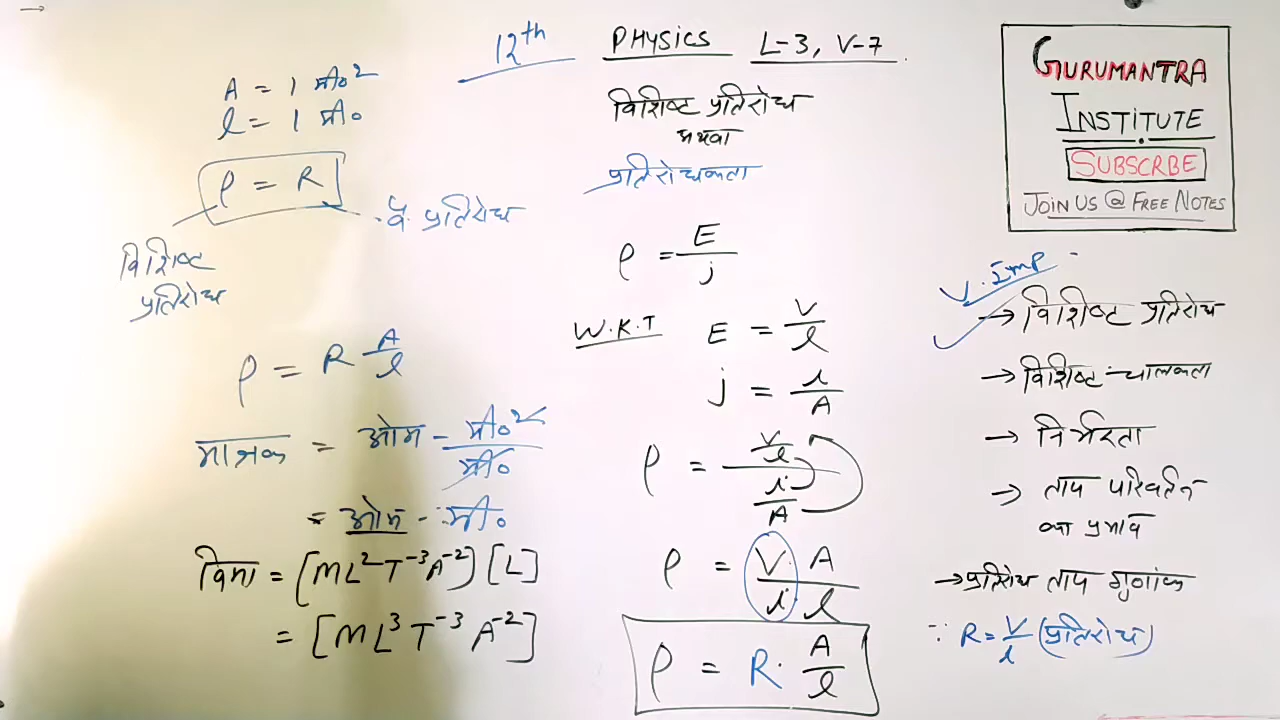 12th PHYSICS L-3, V-7
A = 1 मी०²
l = 1 मी०
ρ = R
वि० प्रतिरोध
विशिष्ट
प्रतिरोध
ρ = R A/l
मात्रक = ओम - मी०²/मी०
= ओम - मी०
विमा = [ML²T⁻³A⁻²][L]
= [ML³T⁻³A⁻²]
विशिष्ट प्रतिरोध
अथवा
प्रतिरोधकता
ρ = E/j
W.K.T E = V/l
j = i/A
ρ = (V/l)/(i/A)
ρ = V/i A/l
ρ = R. A/l
GURUMANTRA
INSTITUTE
SUBSCRBE
JOIN US @ FREE NOTES
V. Imp
→ विशिष्ट प्रतिरोध
→ विशिष्ट चालकता
→ निर्भरता
→ ताप परिवर्तन
का प्रभाव
→ प्रतिरोध ताप गुणांक
∵ R = V/i (प्रतिरोध)